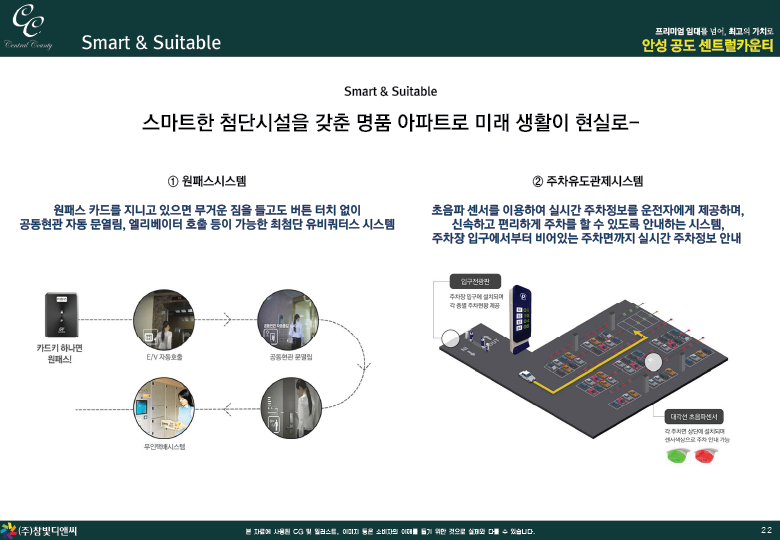 Central County
Smart & Suitable
프리미엄 임대를 넘어, 최고의 가치로
안성 공도 센트럴카운티
Smart & Suitable
스마트한 첨단시설을 갖춘 명품 아파트로 미래 생활이 현실로-
① 원패스시스템
원패스 카드를 지니고 있으면 무거운 짐을 들고도 버튼 터치 없이
공동현관 자동 문열림, 엘리베이터 호출 등이 가능한 최첨단 유비쿼터스 시스템
카드키 하나면
원패스!
E/V 자동호출
공동현관 문열림
무인택배시스템
② 주차유도관제시스템
초음파 센서를 이용하여 실시간 주차정보를 운전자에게 제공하며,
신속하고 편리하게 주차를 할 수 있도록 안내하는 시스템,
주차장 입구에서부터 비어있는 주차면까지 실시간 주차정보 안내
입구전광판
주차장 입구에 설치되며
각 층별 주차현황 제공
P
IN
OUT
대각선 초음파센서
각 주차면 상단에 설치되며
센서색상으로 주차 안내 가능
(주)참빛디앤씨
본 자료에 사용된 CG 및 일러스트, 이미지 등은 소비자의 이해를 돕기 위한 것으로 실제와 다를 수 있습니다.
22